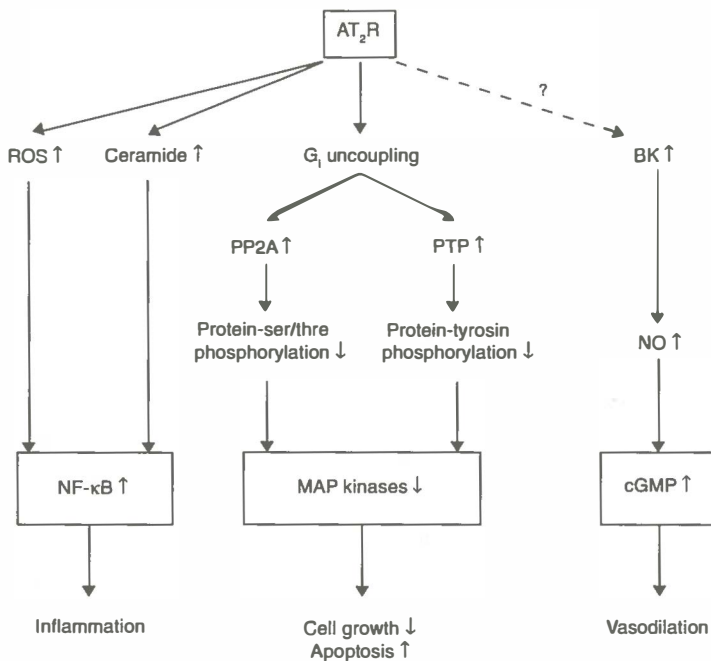 AT₂R
?
ROS ↑
Ceramide ↑
Gᵢ uncoupling
BK ↑
PP2A ↑
PTP ↑
Protein-ser/thre
phosphorylation ↓
Protein-tyrosin
phosphorylation ↓
NO ↑
NF-κB ↑
MAP kinases ↓
cGMP ↑
Inflammation
Cell growth ↓
Apoptosis ↑
Vasodilation